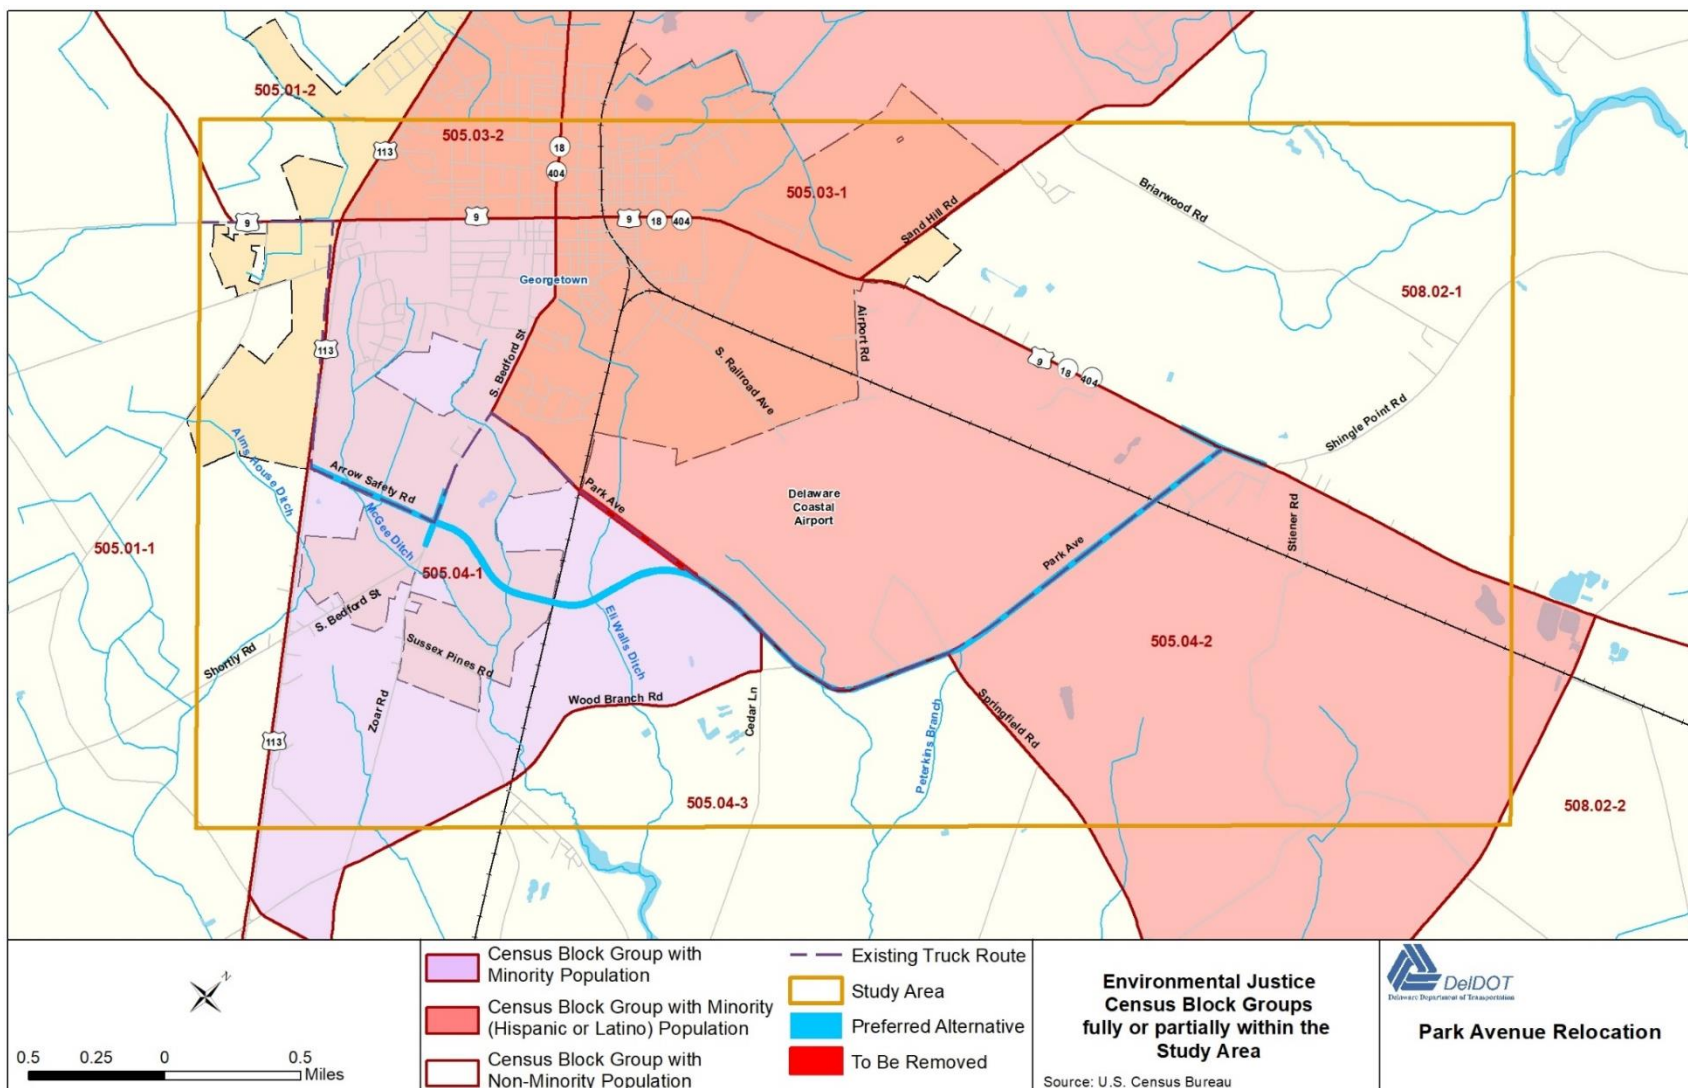 505.01-2
505.03-2
113
18
404
9
9
9
18
404
505.03-1
Sand Hill Rd
Briarwood Rd
508.02-1
Georgetown
113
S. Bedford St
S. Railroad Ave
Airport Rd
9
18
404
Shingle Point Rd
Alms House Ditch
Arrow Safety Rd
McGee Ditch
Park Ave
Delaware
Coastal
Airport
Park Ave
Stiener Rd
505.01-1
505.04-1
S. Bedford St
Shortly Rd
Sussex Pines Rd
Eli Walls Ditch
505.04-2
Wood Branch Rd
Zoar Rd
Cedar Ln
Peterkins Branch
Springfield Rd
113
505.04-3
508.02-2
N
0.5 0.25 0 0.5
Miles
Census Block Group with
Minority Population
Census Block Group with Minority
(Hispanic or Latino) Population
Census Block Group with
Non-Minority Population
Existing Truck Route
Study Area
Preferred Alternative
To Be Removed
Environmental Justice
Census Block Groups
fully or partially within the
Study Area
Source: U.S. Census Bureau
DelDOT
Delaware Department of Transportation
Park Avenue Relocation